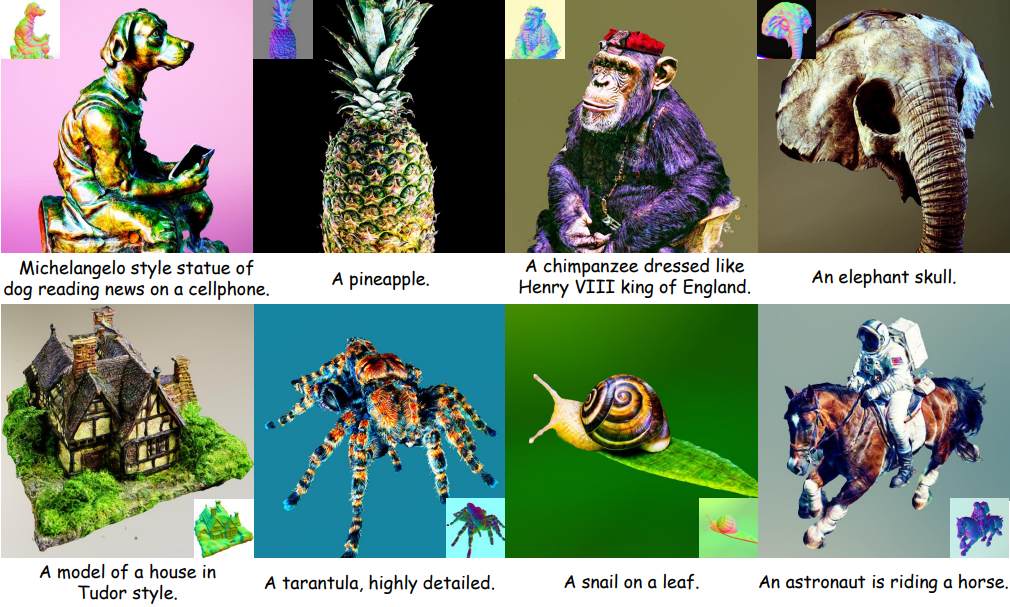 Michelangelo style statue of
dog reading news on a cellphone.
A pineapple.
A chimpanzee dressed like
Henry VIII king of England.
An elephant skull.
A model of a house in
Tudor style.
A tarantula, highly detailed.
A snail on a leaf.
An astronaut is riding a horse.